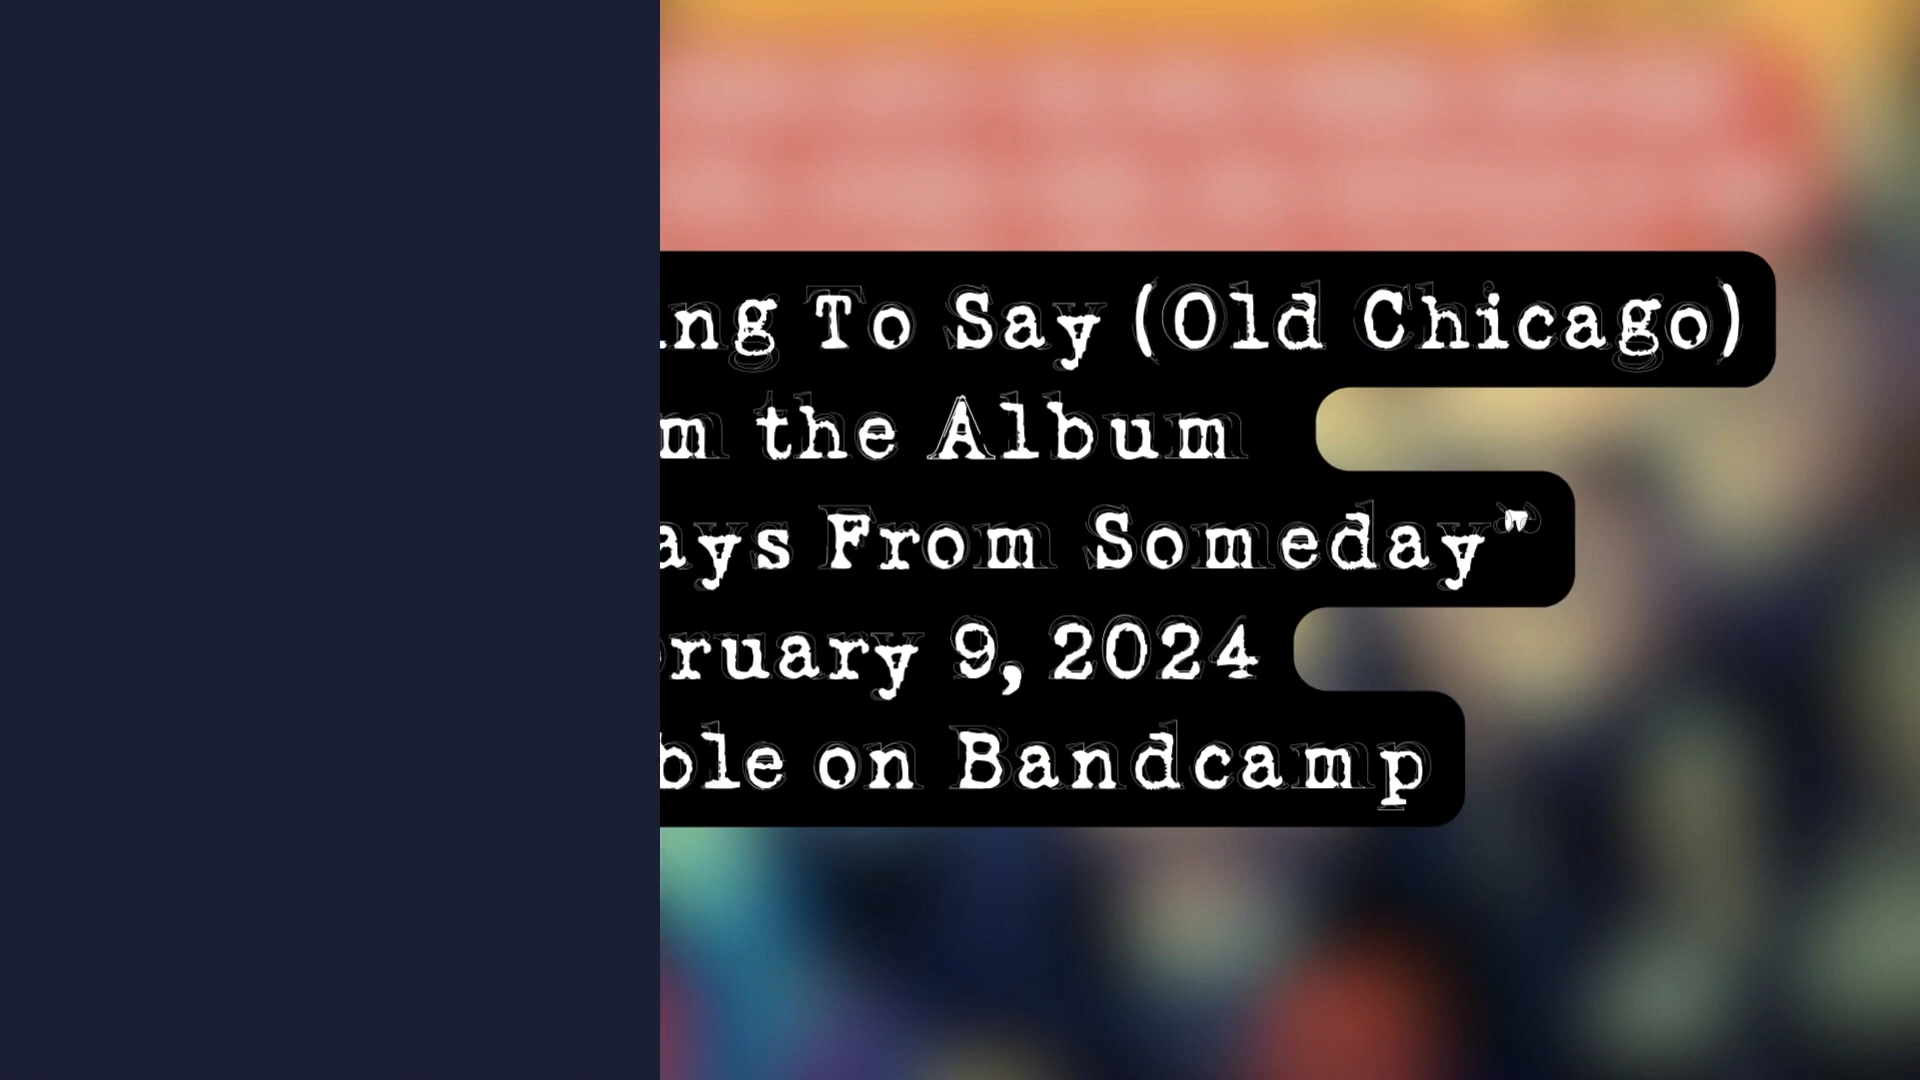 ng To Say (Old Chicago)
m the Album
ays From Someday"
ruary 9, 2024
ble on Bandcamp